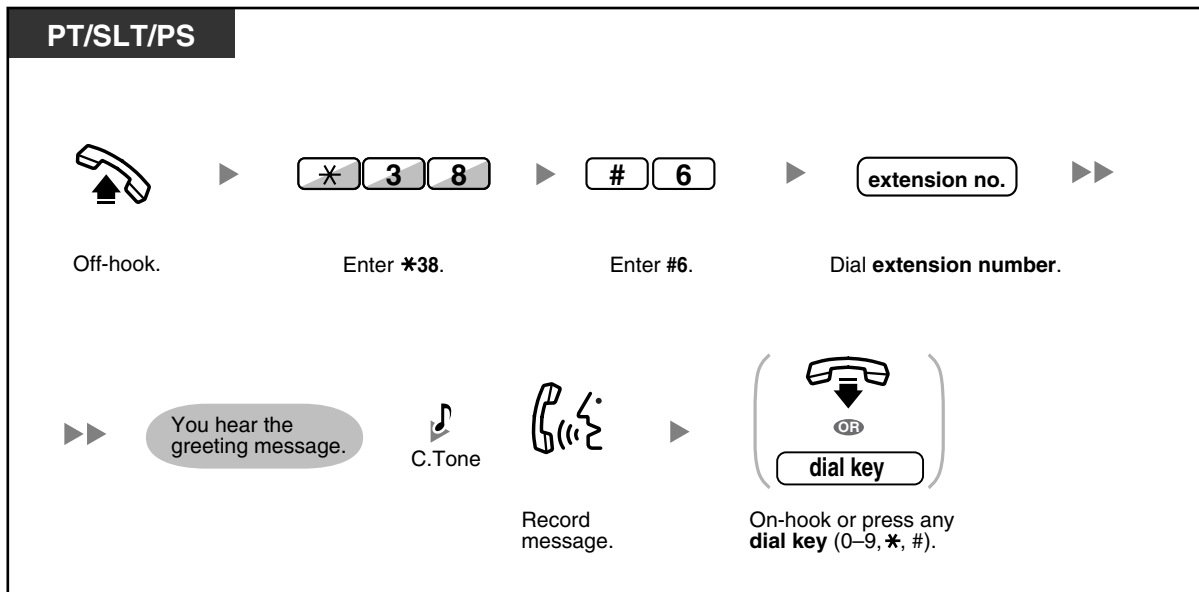 PT/SLT/PS
* 3 8
# 6
extension no.
Off-hook.
Enter *38.
Enter #6.
Dial extension number.
You hear the
greeting message.
C.Tone
OR
dial key
Record
message.
On-hook or press any
dial key (0–9, *, #).